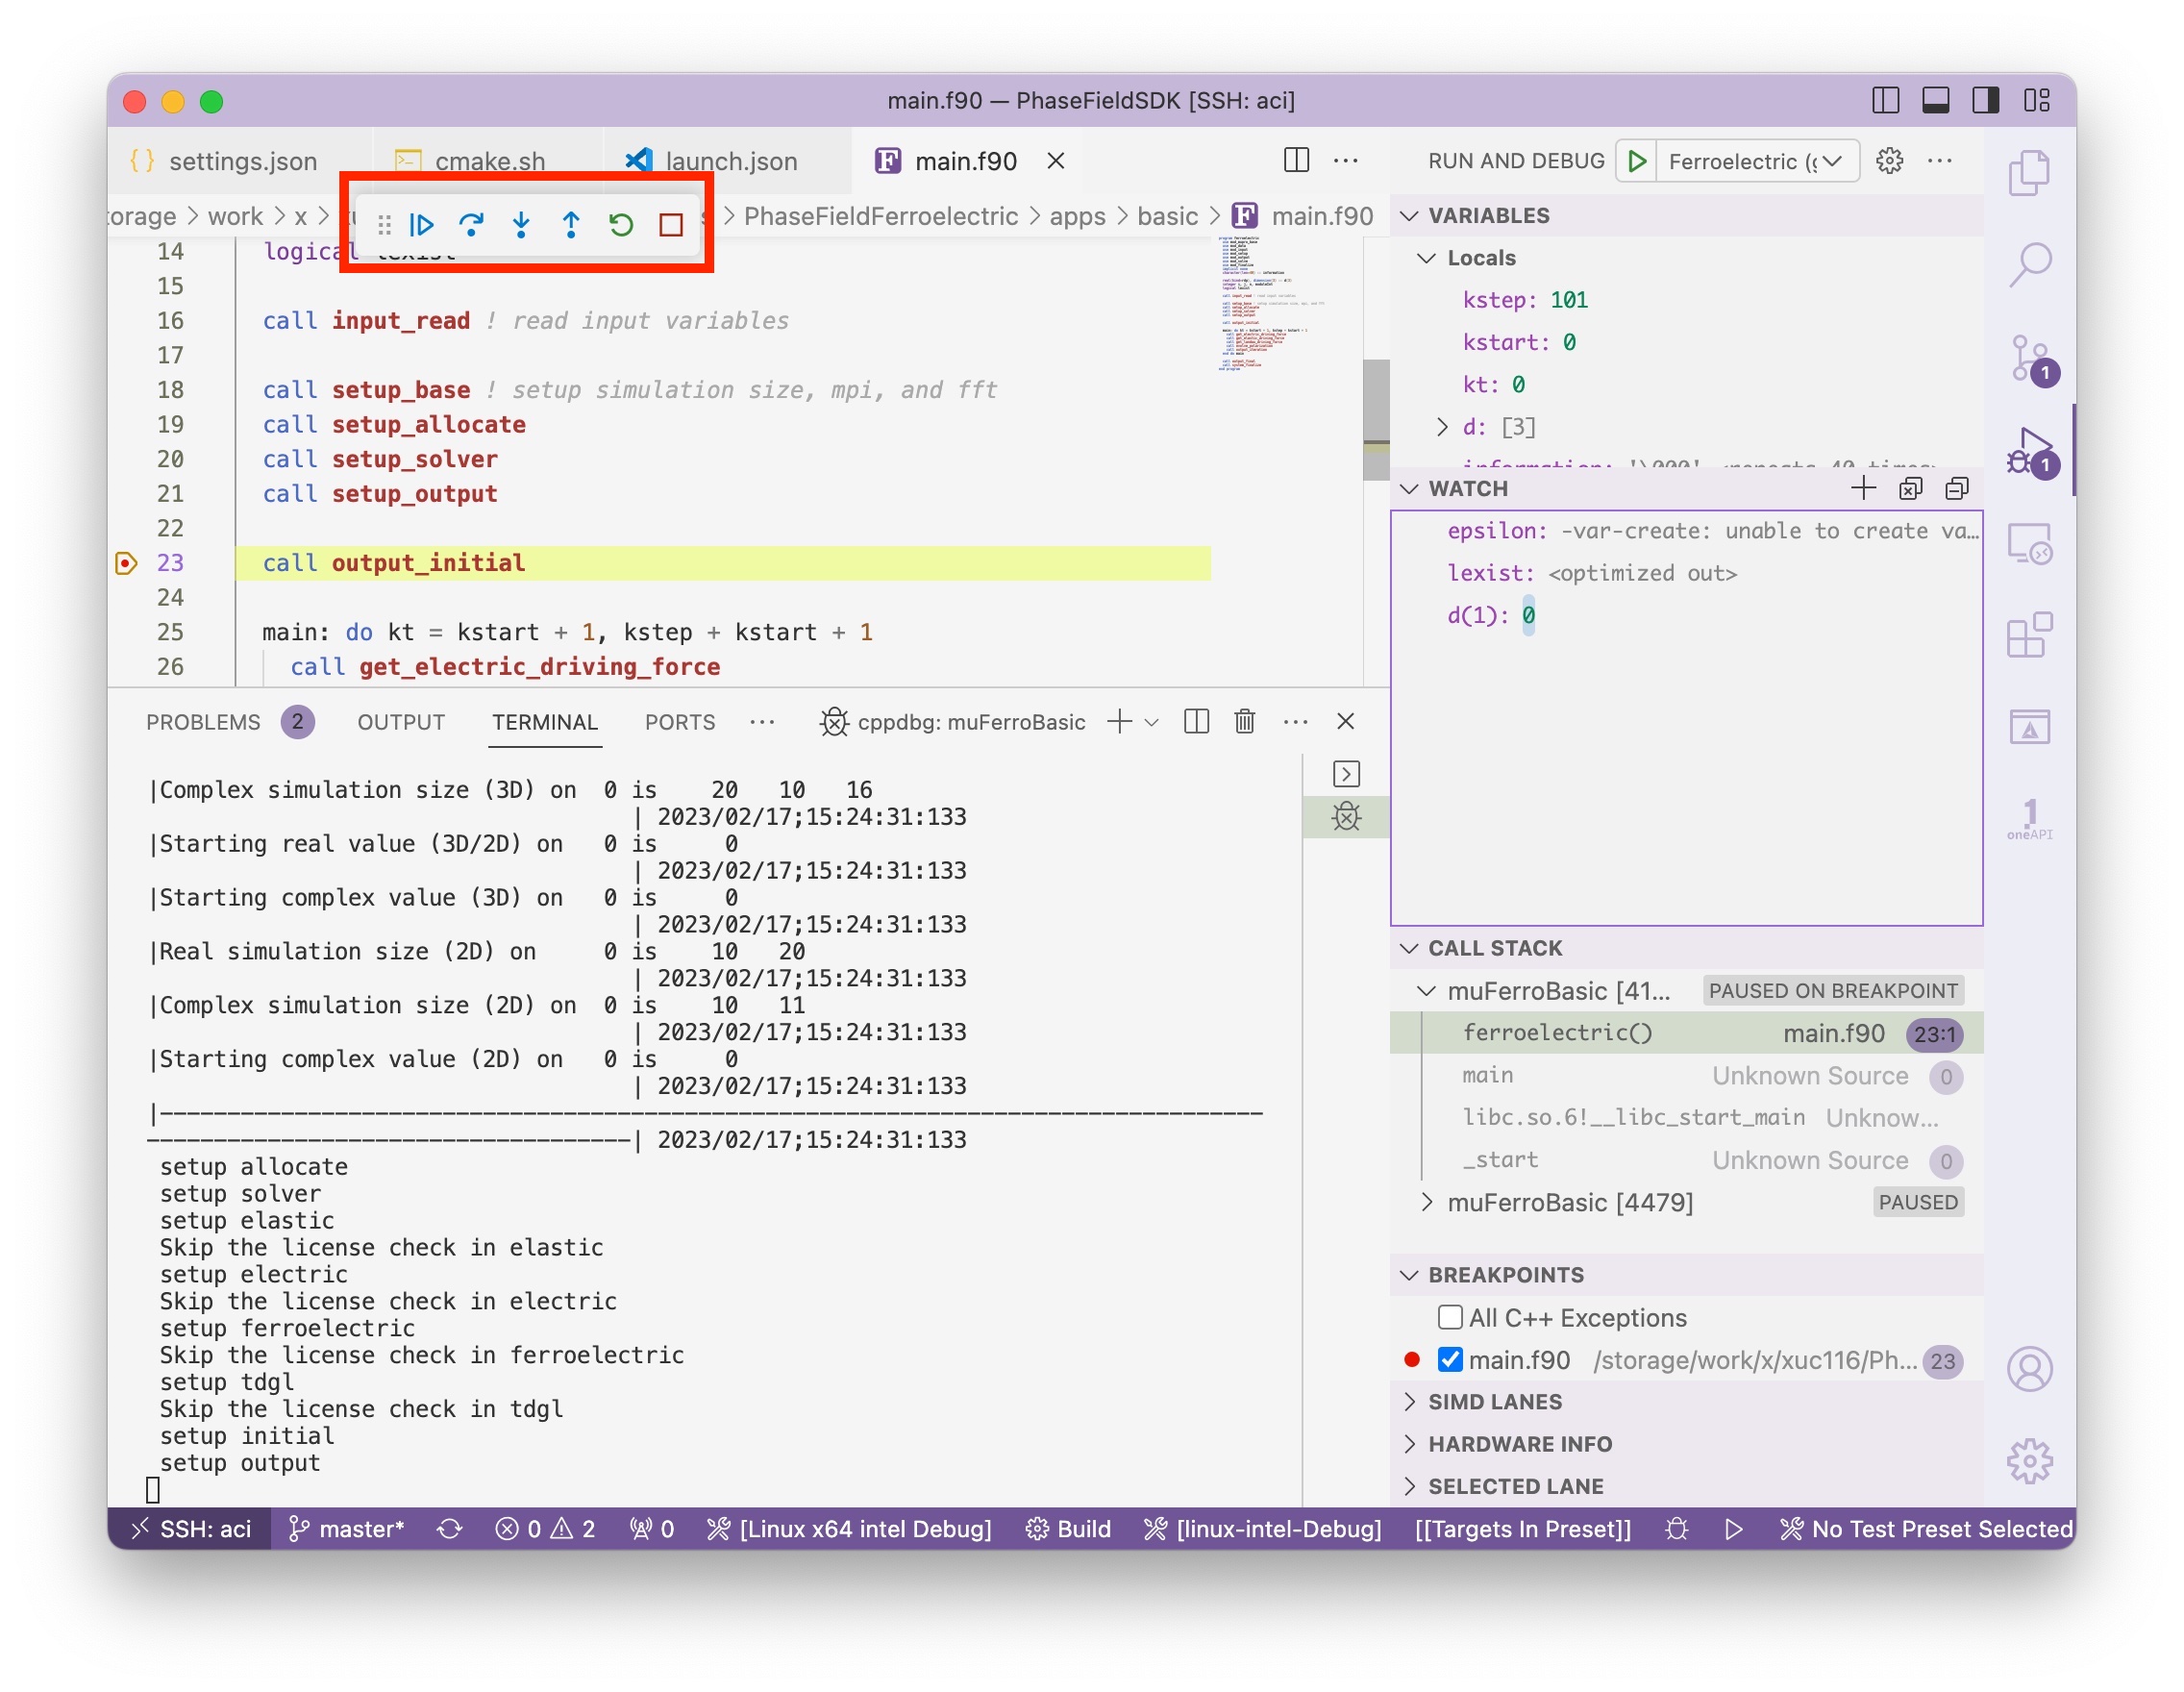 main.f90 — PhaseFieldSDK [SSH: aci]
settings.json cmake.sh launch.json main.f90
RUN AND DEBUG Ferroelectric (
orage > work > x > > PhaseFieldFerroelectric > apps > basic > main.f90
14 logical lexist
15
16 call input_read ! read input variables
17
18 call setup_base ! setup simulation size, mpi, and fft
19 call setup_allocate
20 call setup_solver
21 call setup_output
22
23 call output_initial
24
25 main: do kt = kstart + 1, kstep + kstart + 1
26 call get_electric_driving_force
PROBLEMS 2 OUTPUT TERMINAL PORTS ··· cppdbg: muFerroBasic
|Complex simulation size (3D) on 0 is 20 10 16
| 2023/02/17;15:24:31:133
|Starting real value (3D/2D) on 0 is 0
| 2023/02/17;15:24:31:133
|Starting complex value (3D) on 0 is 0
| 2023/02/17;15:24:31:133
|Real simulation size (2D) on 0 is 10 20
| 2023/02/17;15:24:31:133
|Complex simulation size (2D) on 0 is 10 11
| 2023/02/17;15:24:31:133
|Starting complex value (2D) on 0 is 0
| 2023/02/17;15:24:31:133
|----------------------------------------------------------------------------------
------------------------------------| 2023/02/17;15:24:31:133
setup allocate
setup solver
setup elastic
Skip the license check in elastic
setup electric
Skip the license check in electric
setup ferroelectric
Skip the license check in ferroelectric
setup tdgl
Skip the license check in tdgl
setup initial
setup output
VARIABLES
Locals
kstep: 101
kstart: 0
kt: 0
d: [3]
information: '\000' <repeats 40 times>
WATCH
epsilon: -var-create: unable to create va…
lexist: <optimized out>
d(1): 0
CALL STACK
muFerroBasic [41… PAUSED ON BREAKPOINT
ferroelectric() main.f90 23:1
main Unknown Source 0
libc.so.6!__libc_start_main Unknow…
_start Unknown Source 0
muFerroBasic [4479] PAUSED
BREAKPOINTS
All C++ Exceptions
main.f90 /storage/work/x/xuc116/Ph… 23
SIMD LANES
HARDWARE INFO
SELECTED LANE
1
1
1
oneAPI
SSH: aci master* 0 2 0 [Linux x64 intel Debug] Build [linux-intel-Debug] [[Targets In Preset]] No Test Preset Selected